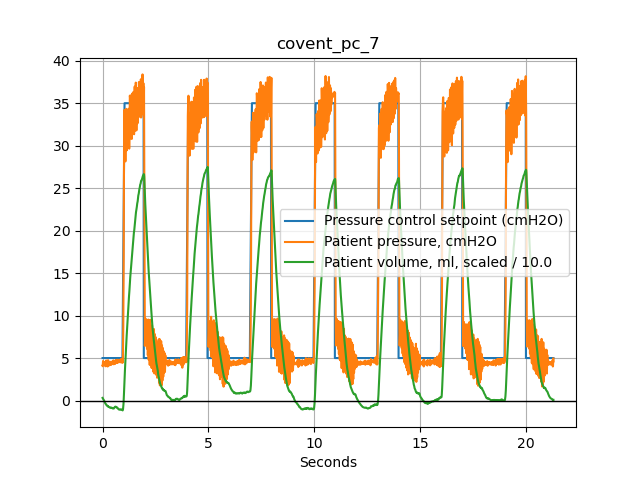 covent_pc_7
40
35
30
25
20
15
10
5
0
Pressure control setpoint (cmH2O)
Patient pressure, cmH2O
Patient volume, ml, scaled / 10.0
0 5 10 15 20
Seconds